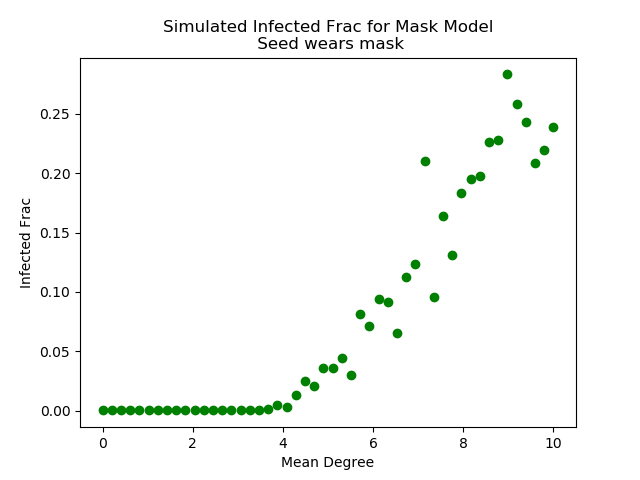 Simulated Infected Frac for Mask Model
Seed wears mask
0.25
0.20
0.15
0.10
0.05
0.00
Infected Frac
0 2 4 6 8 10
Mean Degree